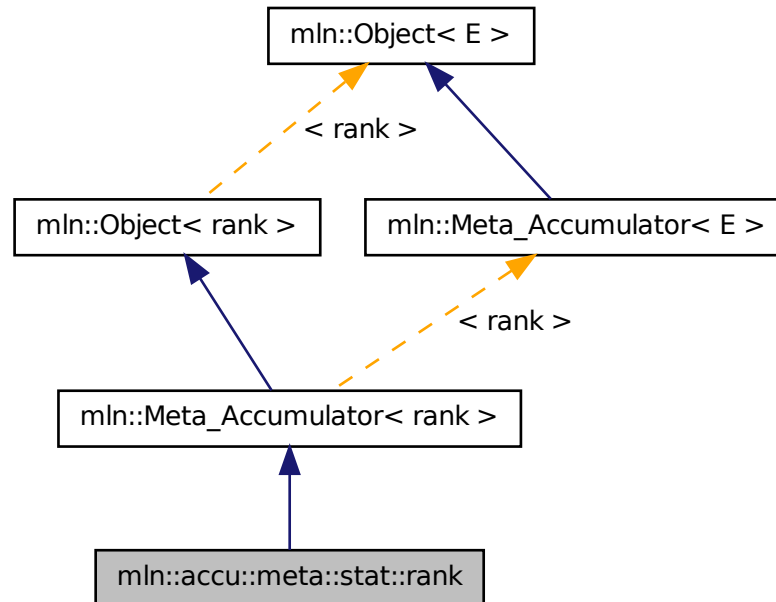 mln::Object< E >
< rank >
mln::Object< rank >
mln::Meta_Accumulator< E >
< rank >
mln::Meta_Accumulator< rank >
mln::accu::meta::stat::rank